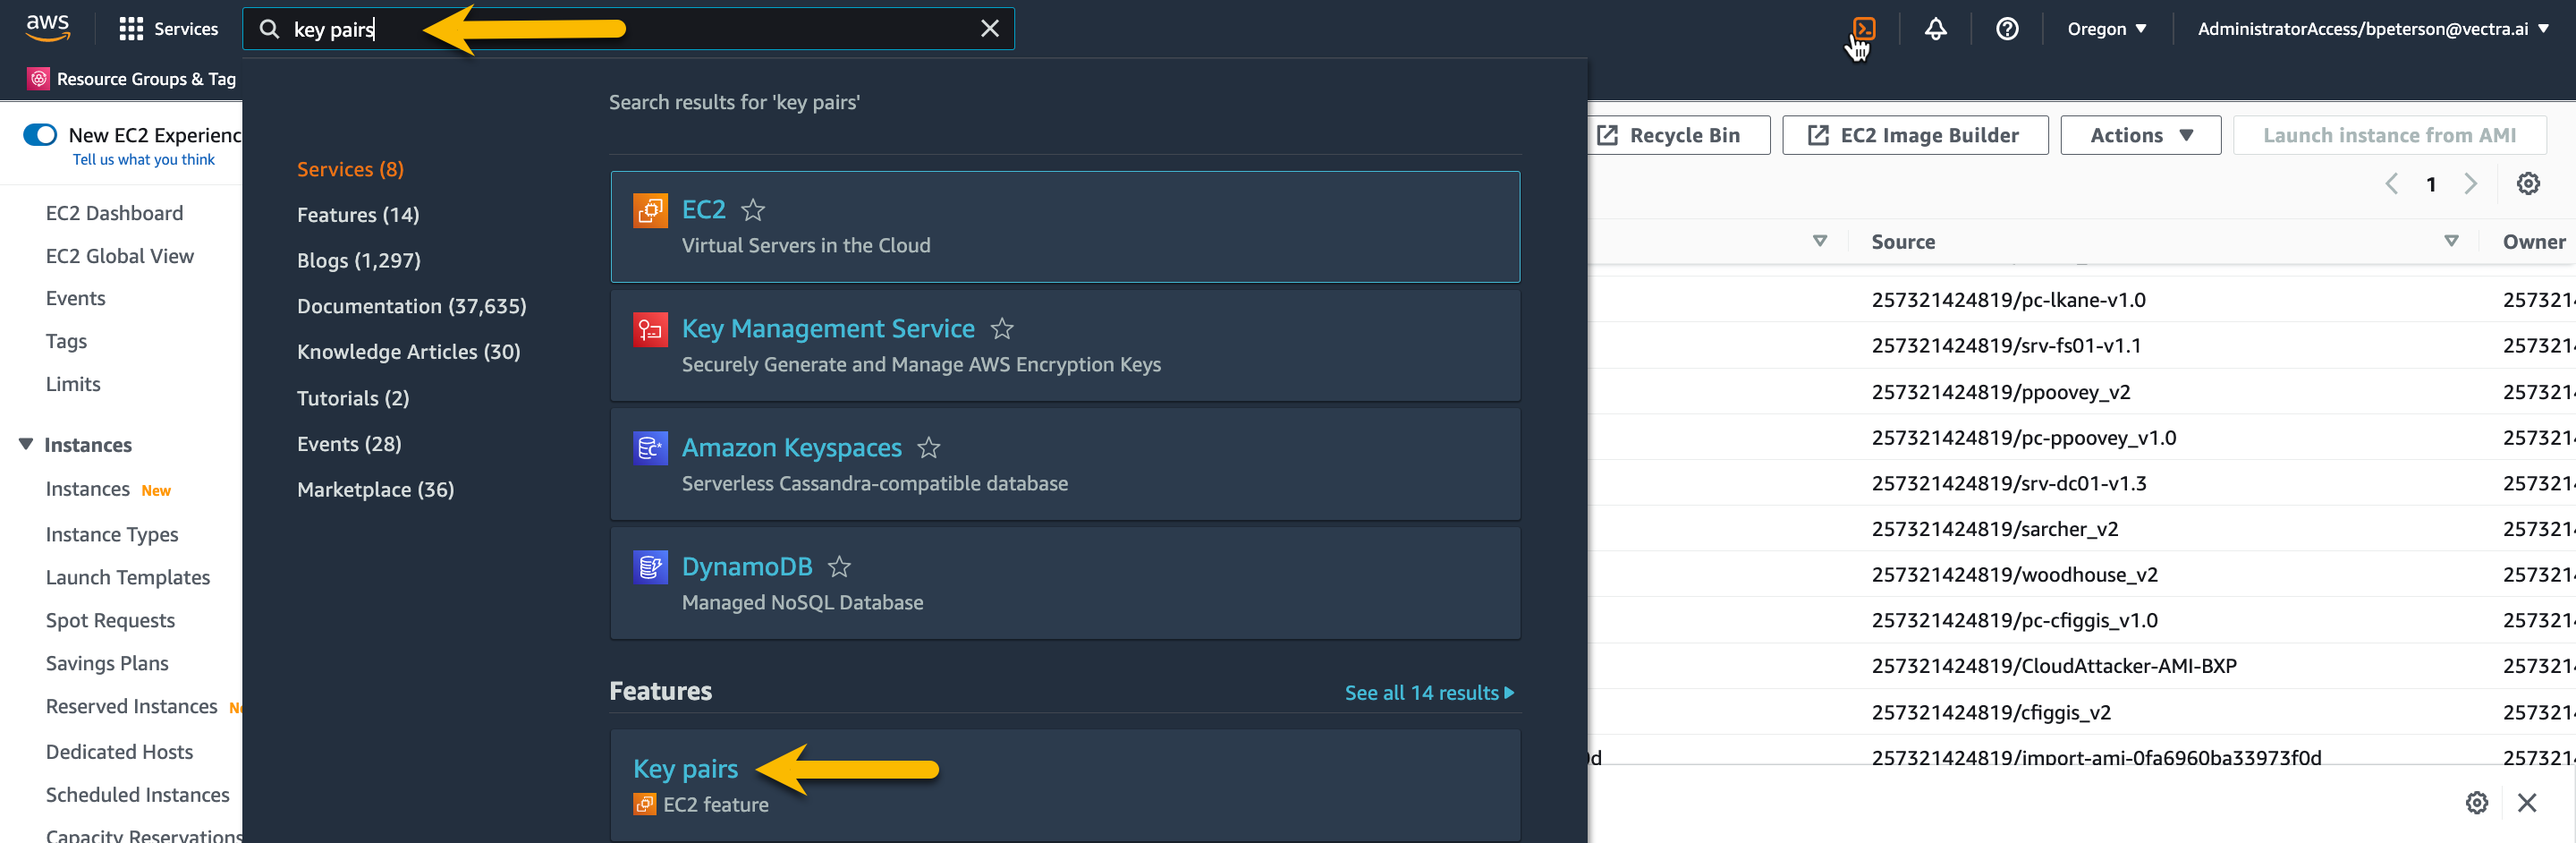 aws
Services
key pairs
Oregon
AdministratorAccess/bpeterson@vectra.ai
Resource Groups & Tag
New EC2 Experienc
Tell us what you think
EC2 Dashboard
EC2 Global View
Events
Tags
Limits
Instances
Instances New
Instance Types
Launch Templates
Spot Requests
Savings Plans
Reserved Instances
Dedicated Hosts
Scheduled Instances
Capacity Reservations
Services (8)
Features (14)
Blogs (1,297)
Documentation (37,635)
Knowledge Articles (30)
Tutorials (2)
Events (28)
Marketplace (36)
Search results for 'key pairs'
EC2
Virtual Servers in the Cloud
Key Management Service
Securely Generate and Manage AWS Encryption Keys
Amazon Keyspaces
Serverless Cassandra-compatible database
DynamoDB
Managed NoSQL Database
Features
See all 14 results
Key pairs
EC2 feature
Recycle Bin
EC2 Image Builder
Actions
Launch instance from AMI
1
Source
Owner
257321424819/pc-lkane-v1.0
257321
257321424819/srv-fs01-v1.1
257321
257321424819/ppoovey_v2
257321
257321424819/pc-ppoovey_v1.0
257321
257321424819/srv-dc01-v1.3
257321
257321424819/sarcher_v2
257321
257321424819/woodhouse_v2
257321
257321424819/pc-cfiggis_v1.0
257321
257321424819/CloudAttacker-AMI-BXP
257321
257321424819/cfiggis_v2
257321
257321424819/import-ami-0fa6960ba33973f0d
257321